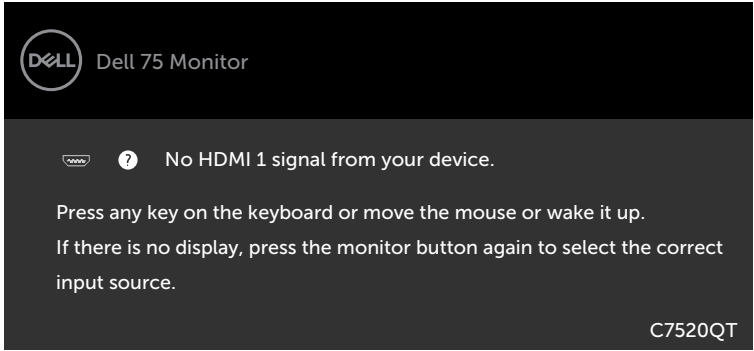 DELL
Dell 75 Monitor
? No HDMI 1 signal from your device.
Press any key on the keyboard or move the mouse or wake it up.
If there is no display, press the monitor button again to select the correct
input source.
C7520QT